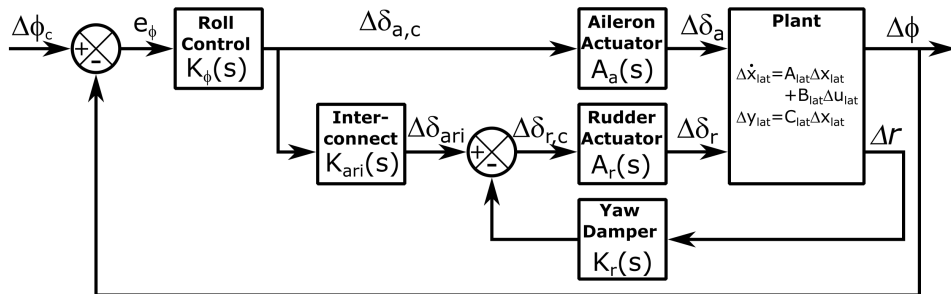 Δϕc
+
-
eϕ
Roll
Control
Kϕ(s)
Δδa,c
Aileron
Actuator
Aa(s)
Δδa
Plant
Δẋlat=AlatΔxlat
+BlatΔulat
Δylat=ClatΔxlat
Δϕ
Inter-
connect
Kari(s)
Δδari
+
-
Δδr,c
Rudder
Actuator
Ar(s)
Δδr
Δr
Yaw
Damper
Kr(s)